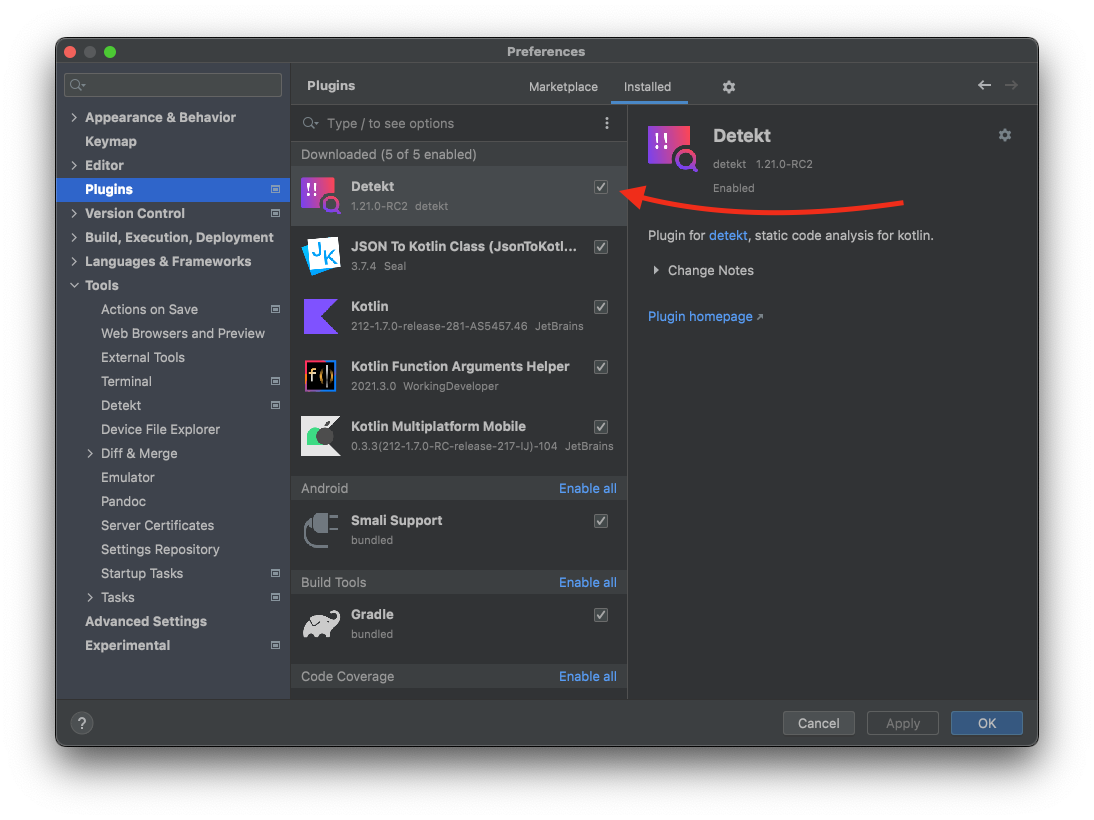 Preferences
Appearance & Behavior
Keymap
Editor
Plugins
Version Control
Build, Execution, Deployment
Languages & Frameworks
Tools
Actions on Save
Web Browsers and Preview
External Tools
Terminal
Detekt
Device File Explorer
Diff & Merge
Emulator
Pandoc
Server Certificates
Settings Repository
Startup Tasks
Tasks
Advanced Settings
Experimental
Plugins
Marketplace
Installed
Type / to see options
Downloaded (5 of 5 enabled)
!!
Detekt
1.21.0-RC2 detekt
JK
JSON To Kotlin Class (JsonToKotl...
3.7.4 Seal
Kotlin
212-1.7.0-release-281-AS5457.46 JetBrains
f(|)
Kotlin Function Arguments Helper
2021.3.0 WorkingDeveloper
Kotlin Multiplatform Mobile
0.3.3(212-1.7.0-RC-release-217-IJ)-104 JetBrains
Android Enable all
Smali Support
bundled
Build Tools Enable all
Gradle
bundled
Code Coverage Enable all
!!
Detekt
detekt 1.21.0-RC2
Enabled
Plugin for detekt, static code analysis for kotlin.
Change Notes
Plugin homepage ↗
?
Cancel
Apply
OK